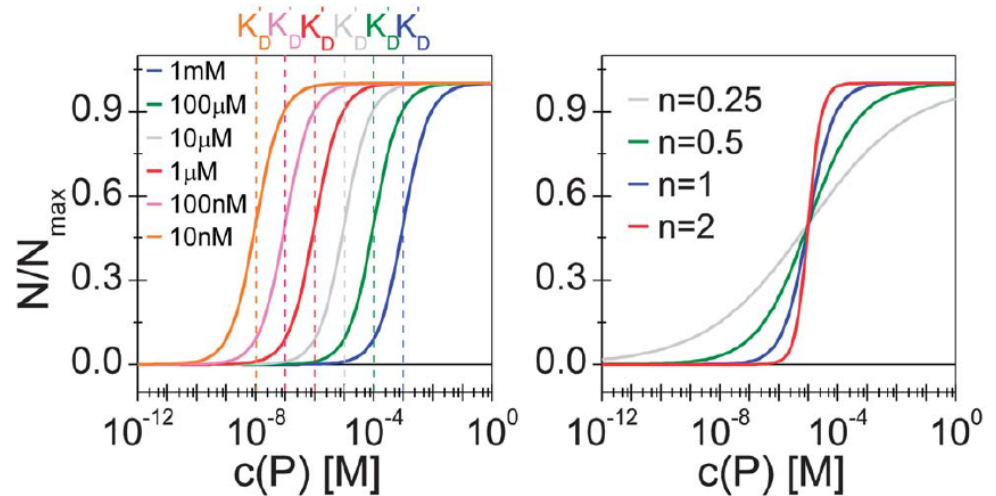 K'D K'D K'D K'D K'D K'D
1mM
100μM
10μM
1μM
100nM
10nM
0.9
0.6
0.3
0.0
N/Nmax
10-12 10-8 10-4 100
c(P) [M]
n=0.25
n=0.5
n=1
n=2
0.9
0.6
0.3
0.0
10-12 10-8 10-4 100
c(P) [M]